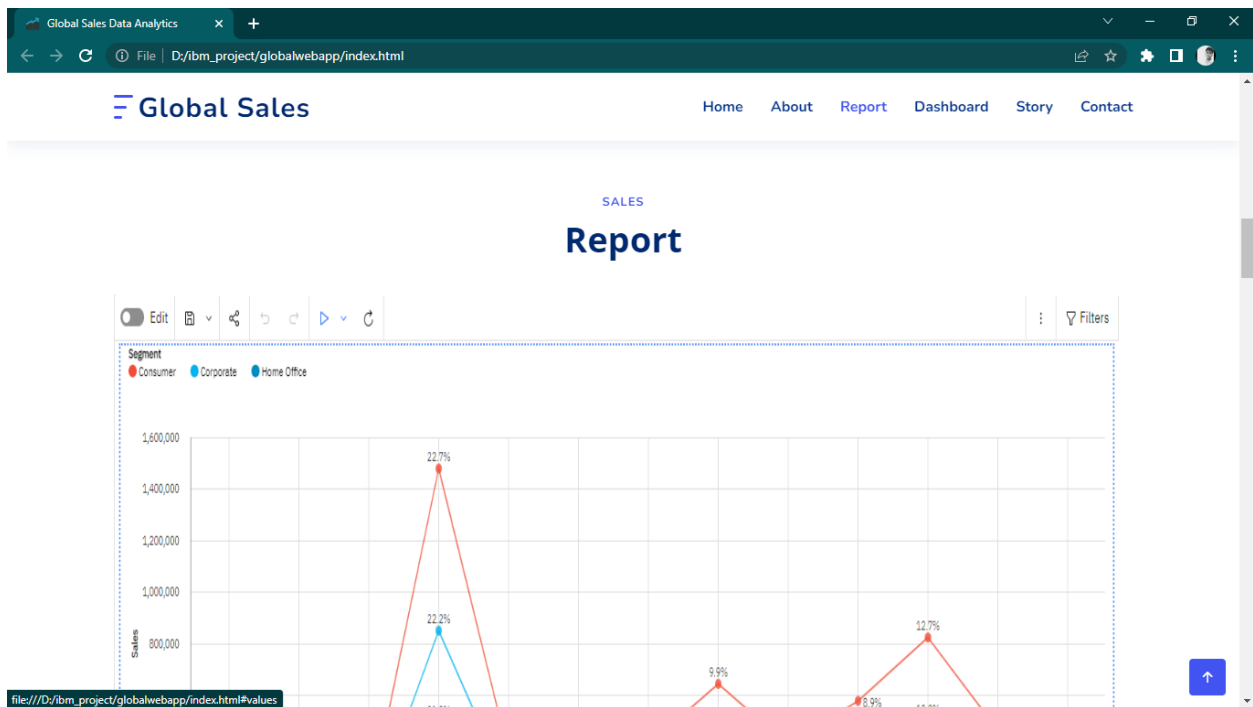 Global Sales Data Analytics
File | D:/ibm_project/globalwebapp/index.html
Global Sales
Home About Report Dashboard Story Contact
SALES
Report
Edit
Filters
Segment
Consumer Corporate Home Office
1,600,000
22.7%
1,400,000
1,200,000
1,000,000
22.2%
12.7%
Sales
800,000
9.9%
8.9%
file:///D:/ibm_project/globalwebapp/index.html#values